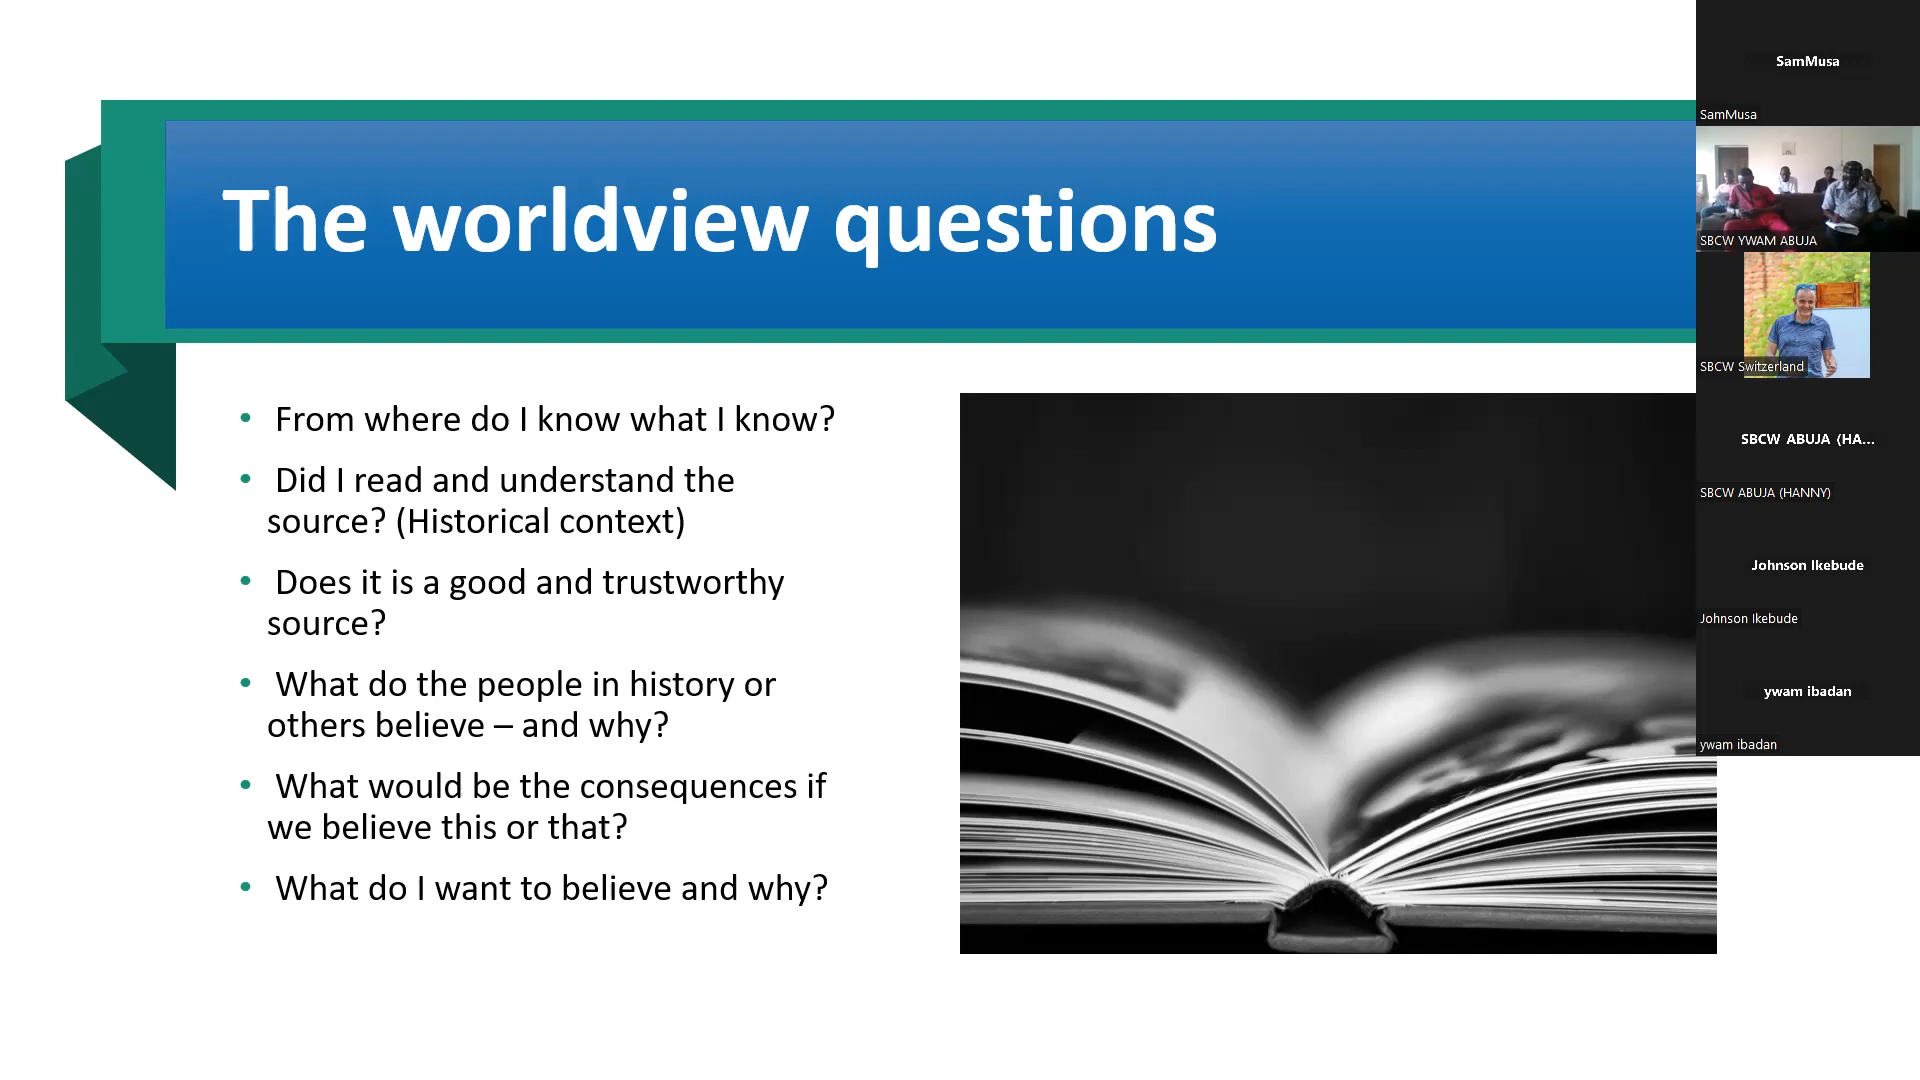 The worldview questions
• From where do I know what I know?
• Did I read and understand the
source? (Historical context)
• Does it is a good and trustworthy
source?
• What do the people in history or
others believe – and why?
• What would be the consequences if
we believe this or that?
• What do I want to believe and why?
SamMusa
SamMusa
SBCW YWAM ABUJA
SBCW Switzerland
SBCW ABUJA (HA...
SBCW ABUJA (HANNY)
Johnson Ikebude
Johnson Ikebude
ywam ibadan
ywam ibadan